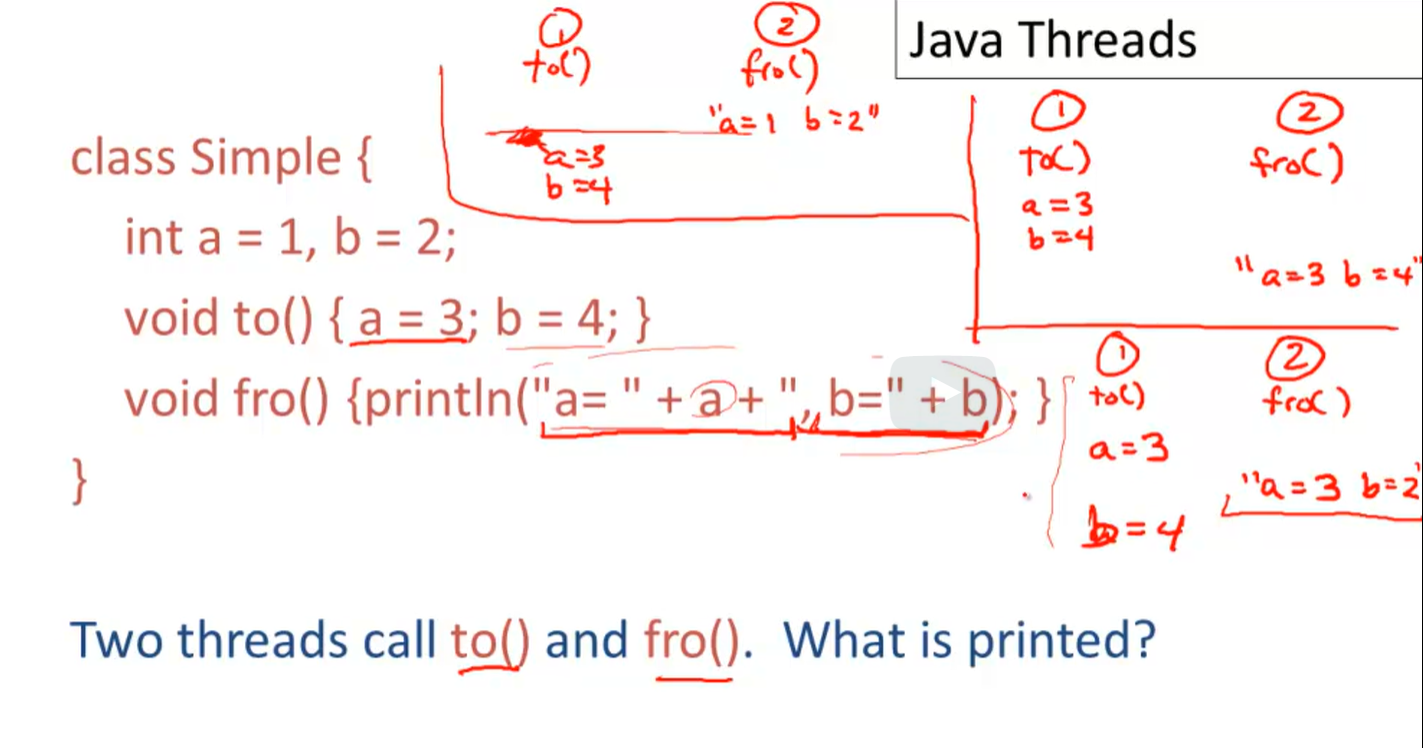 Java Threads
① ②
to() fro()
"a=1 b=2"
a=3
b=4
① ②
to() fro()
a=3
b=4
"a=3 b=4"
class Simple {
int a = 1, b = 2;
void to() { a = 3; b = 4; }
void fro() {println("a= " + a + ", b=" + b); }
}
① ②
to() fro()
a=3
"a=3 b=2"
b=4
Two threads call to() and fro(). What is printed?